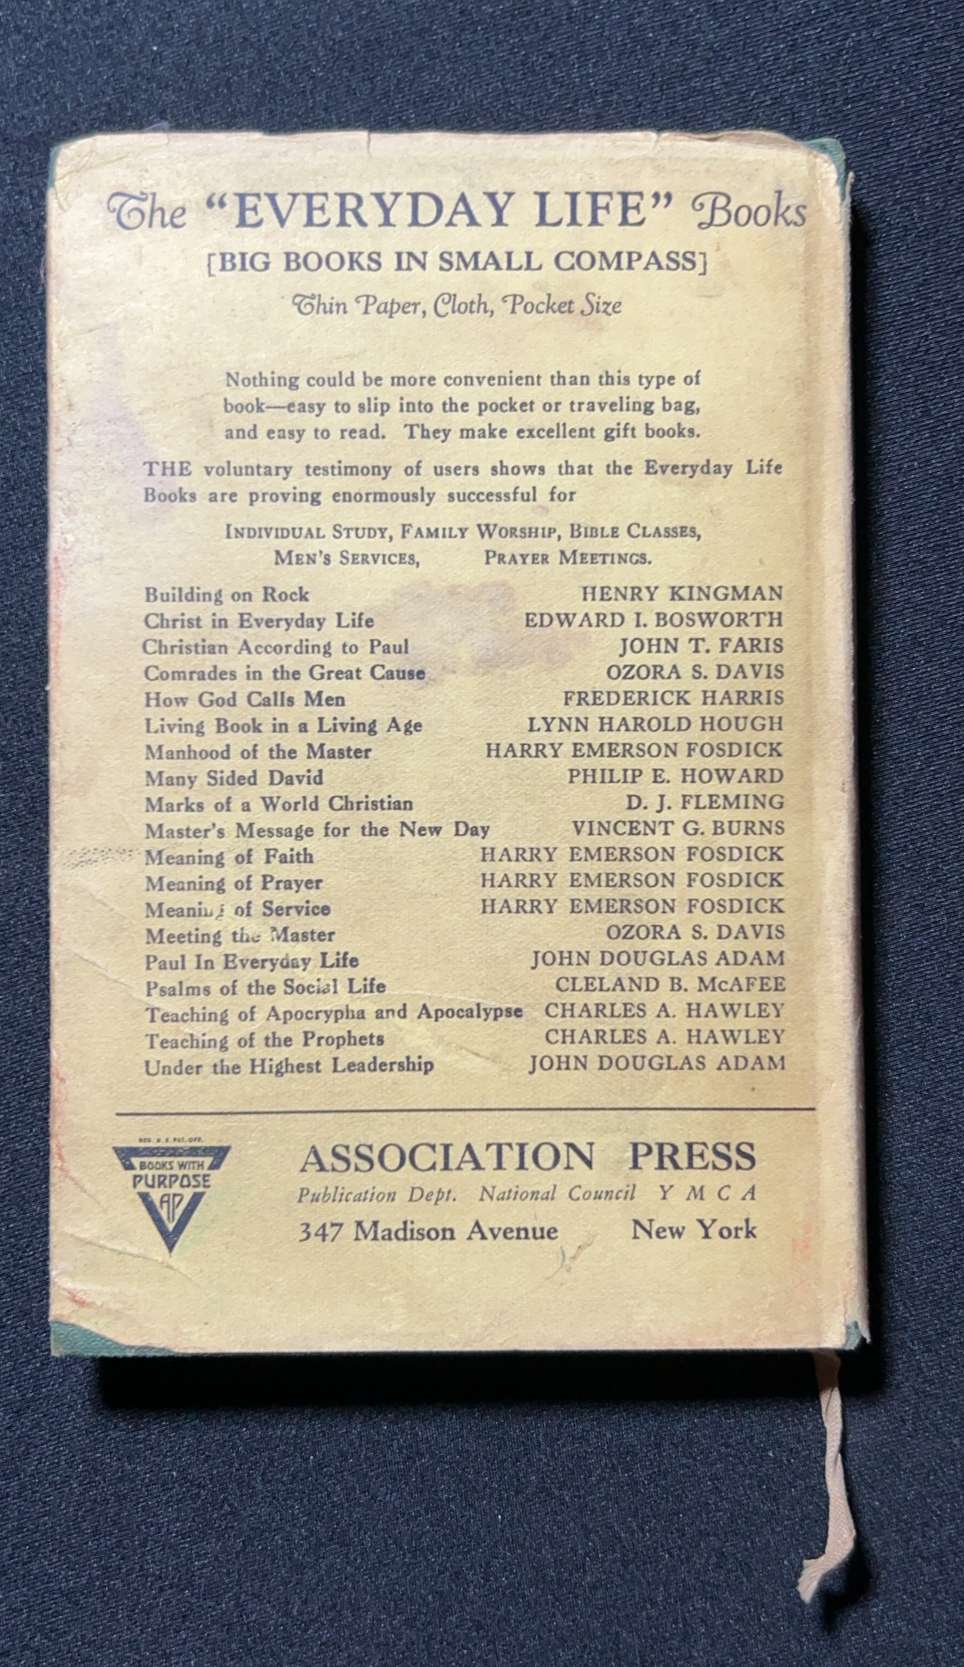 The "EVERYDAY LIFE" Books
[BIG BOOKS IN SMALL COMPASS]
Thin Paper, Cloth, Pocket Size
Nothing could be more convenient than this type of
book—easy to slip into the pocket or traveling bag,
and easy to read. They make excellent gift books.
THE voluntary testimony of users shows that the Everyday Life
Books are proving enormously successful for
INDIVIDUAL STUDY, FAMILY WORSHIP, BIBLE CLASSES,
MEN'S SERVICES, PRAYER MEETINGS.
Building on Rock HENRY KINGMAN
Christ in Everyday Life EDWARD I. BOSWORTH
Christian According to Paul JOHN T. FARIS
Comrades in the Great Cause OZORA S. DAVIS
How God Calls Men FREDERICK HARRIS
Living Book in a Living Age LYNN HAROLD HOUGH
Manhood of the Master HARRY EMERSON FOSDICK
Many Sided David PHILIP E. HOWARD
Marks of a World Christian D. J. FLEMING
Master's Message for the New Day VINCENT G. BURNS
Meaning of Faith HARRY EMERSON FOSDICK
Meaning of Prayer HARRY EMERSON FOSDICK
Meaning of Service HARRY EMERSON FOSDICK
Meeting the Master OZORA S. DAVIS
Paul In Everyday Life JOHN DOUGLAS ADAM
Psalms of the Social Life CLELAND B. McAFEE
Teaching of Apocrypha and Apocalypse CHARLES A. HAWLEY
Teaching of the Prophets CHARLES A. HAWLEY
Under the Highest Leadership JOHN DOUGLAS ADAM
REG. U.S. PAT. OFF.
BOOKS WITH
PURPOSE
AP
ASSOCIATION PRESS
Publication Dept. National Council Y M C A
347 Madison Avenue New York